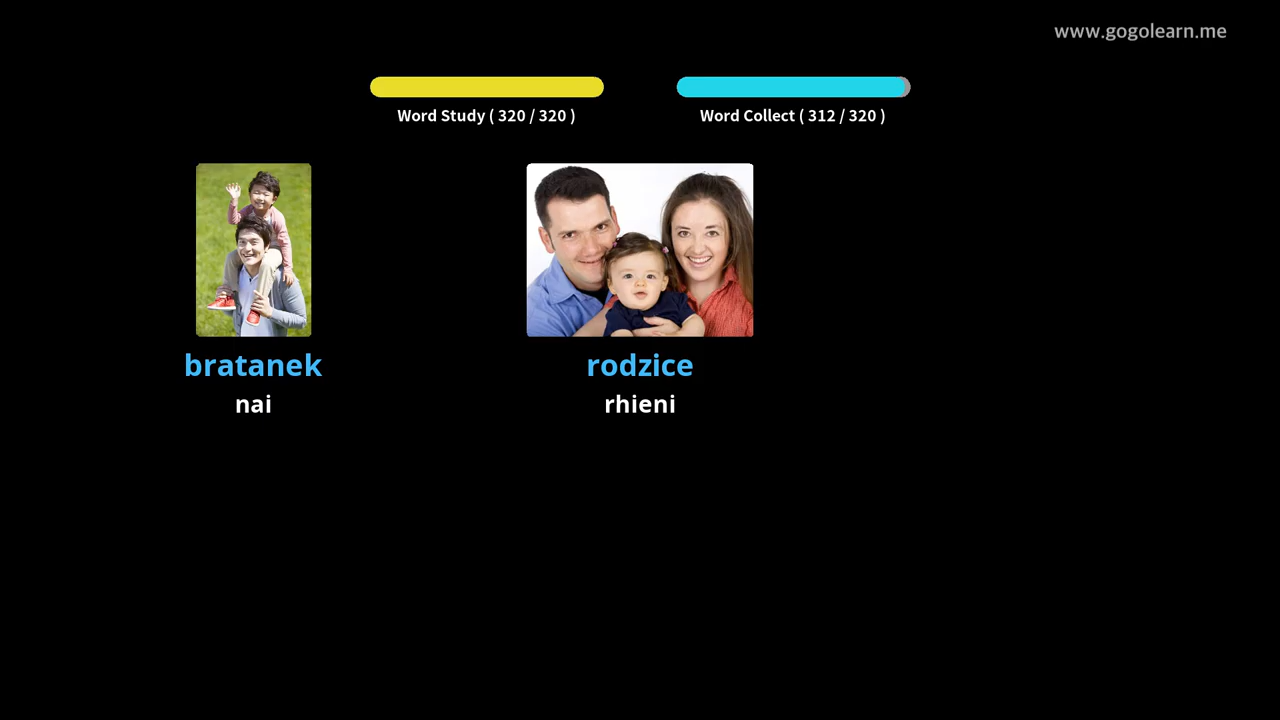 www.gogolearn.me
Word Study ( 320 / 320 )
Word Collect ( 312 / 320 )
bratanek
nai
rodzice
rhieni